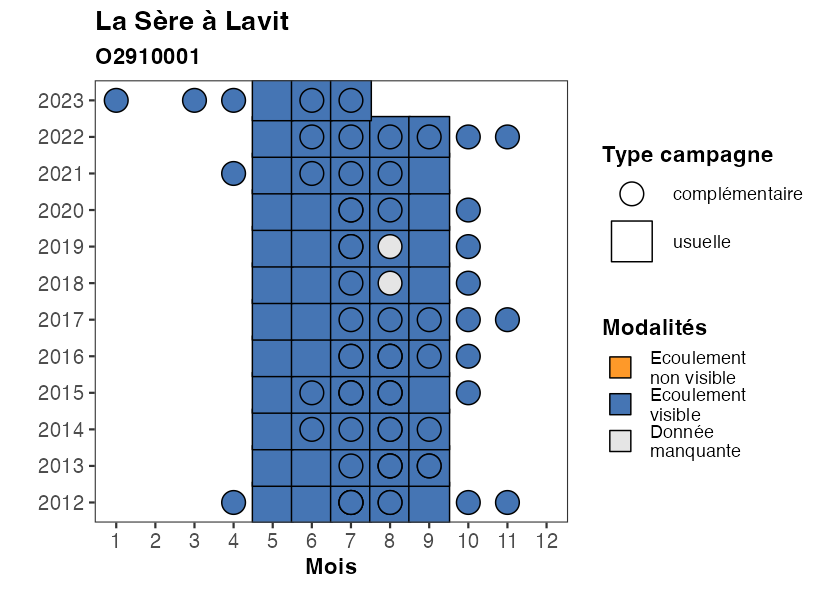 La Sère à Lavit
O2910001
2023
2022
2021
2020
2019
2018
2017
2016
2015
2014
2013
2012
1 2 3 4 5 6 7 8 9 10 11 12
Mois
Type campagne
complémentaire
usuelle
Modalités
Ecoulement
non visible
Ecoulement
visible
Donnée
manquante